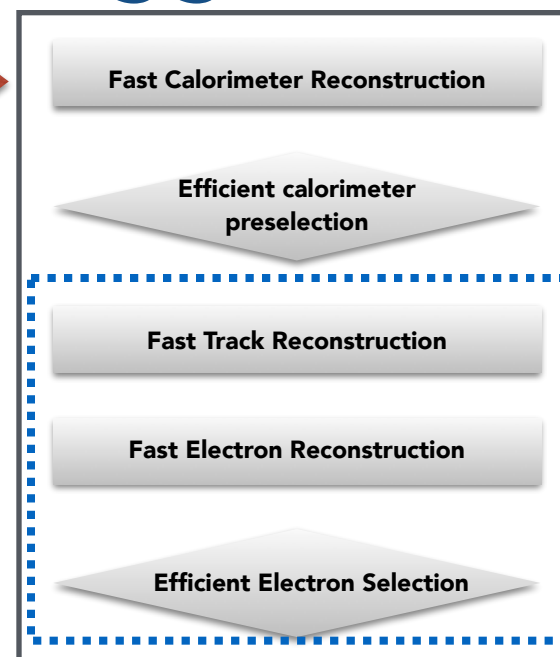 Fast Calorimeter Reconstruction
Efficient calorimeter
preselection
Fast Track Reconstruction
Fast Electron Reconstruction
Efficient Electron Selection